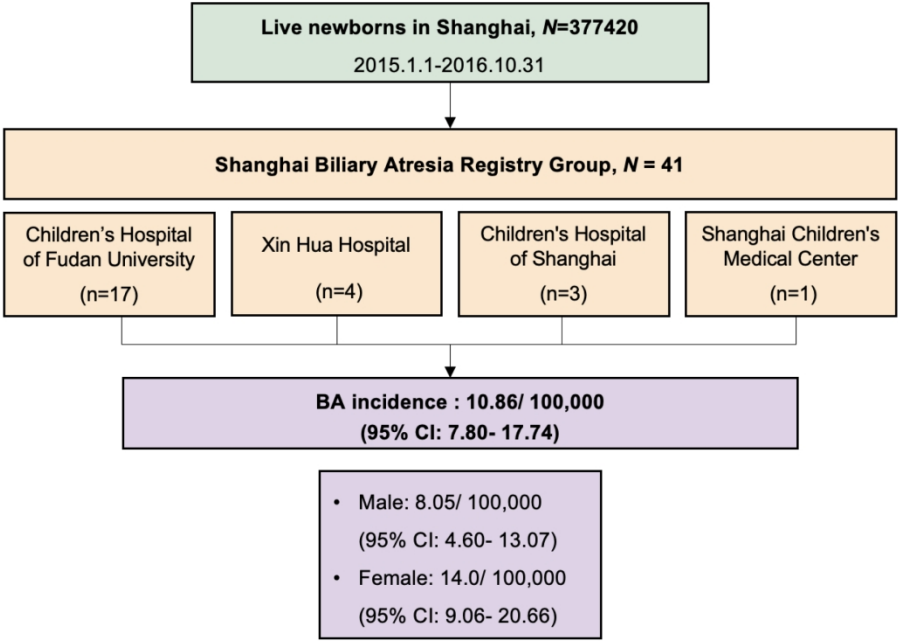 Live newborns in Shanghai, N=377420
2015.1.1-2016.10.31
Shanghai Biliary Atresia Registry Group, N = 41
Children's Hospital
of Fudan University
(n=17)
Xin Hua Hospital
(n=4)
Children's Hospital
of Shanghai
(n=3)
Shanghai Children's
Medical Center
(n=1)
BA incidence : 10.86/ 100,000
(95% CI: 7.80- 17.74)
• Male: 8.05/ 100,000
(95% CI: 4.60- 13.07)
• Female: 14.0/ 100,000
(95% CI: 9.06- 20.66)